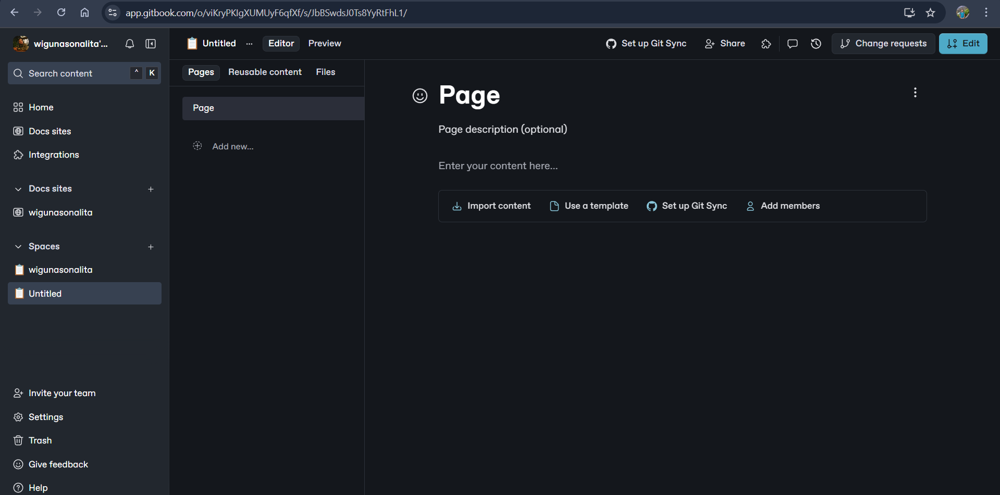 app.gitbook.com/o/viKryPKIgXUMUyF6qfXf/s/JbBSwdsJ0Ts8YyRtFhL1/
wigunasonalita'...
Untitled
...
Editor
Preview
Set up Git Sync
Share
Change requests
Edit
Search content
^
K
Home
Docs sites
Integrations
Docs sites
wigunasonalita
Spaces
wigunasonalita
Untitled
Invite your team
Settings
Trash
Give feedback
Help
Pages
Reusable content
Files
Page
Add new...
Page
Page description (optional)
Enter your content here...
Import content
Use a template
Set up Git Sync
Add members